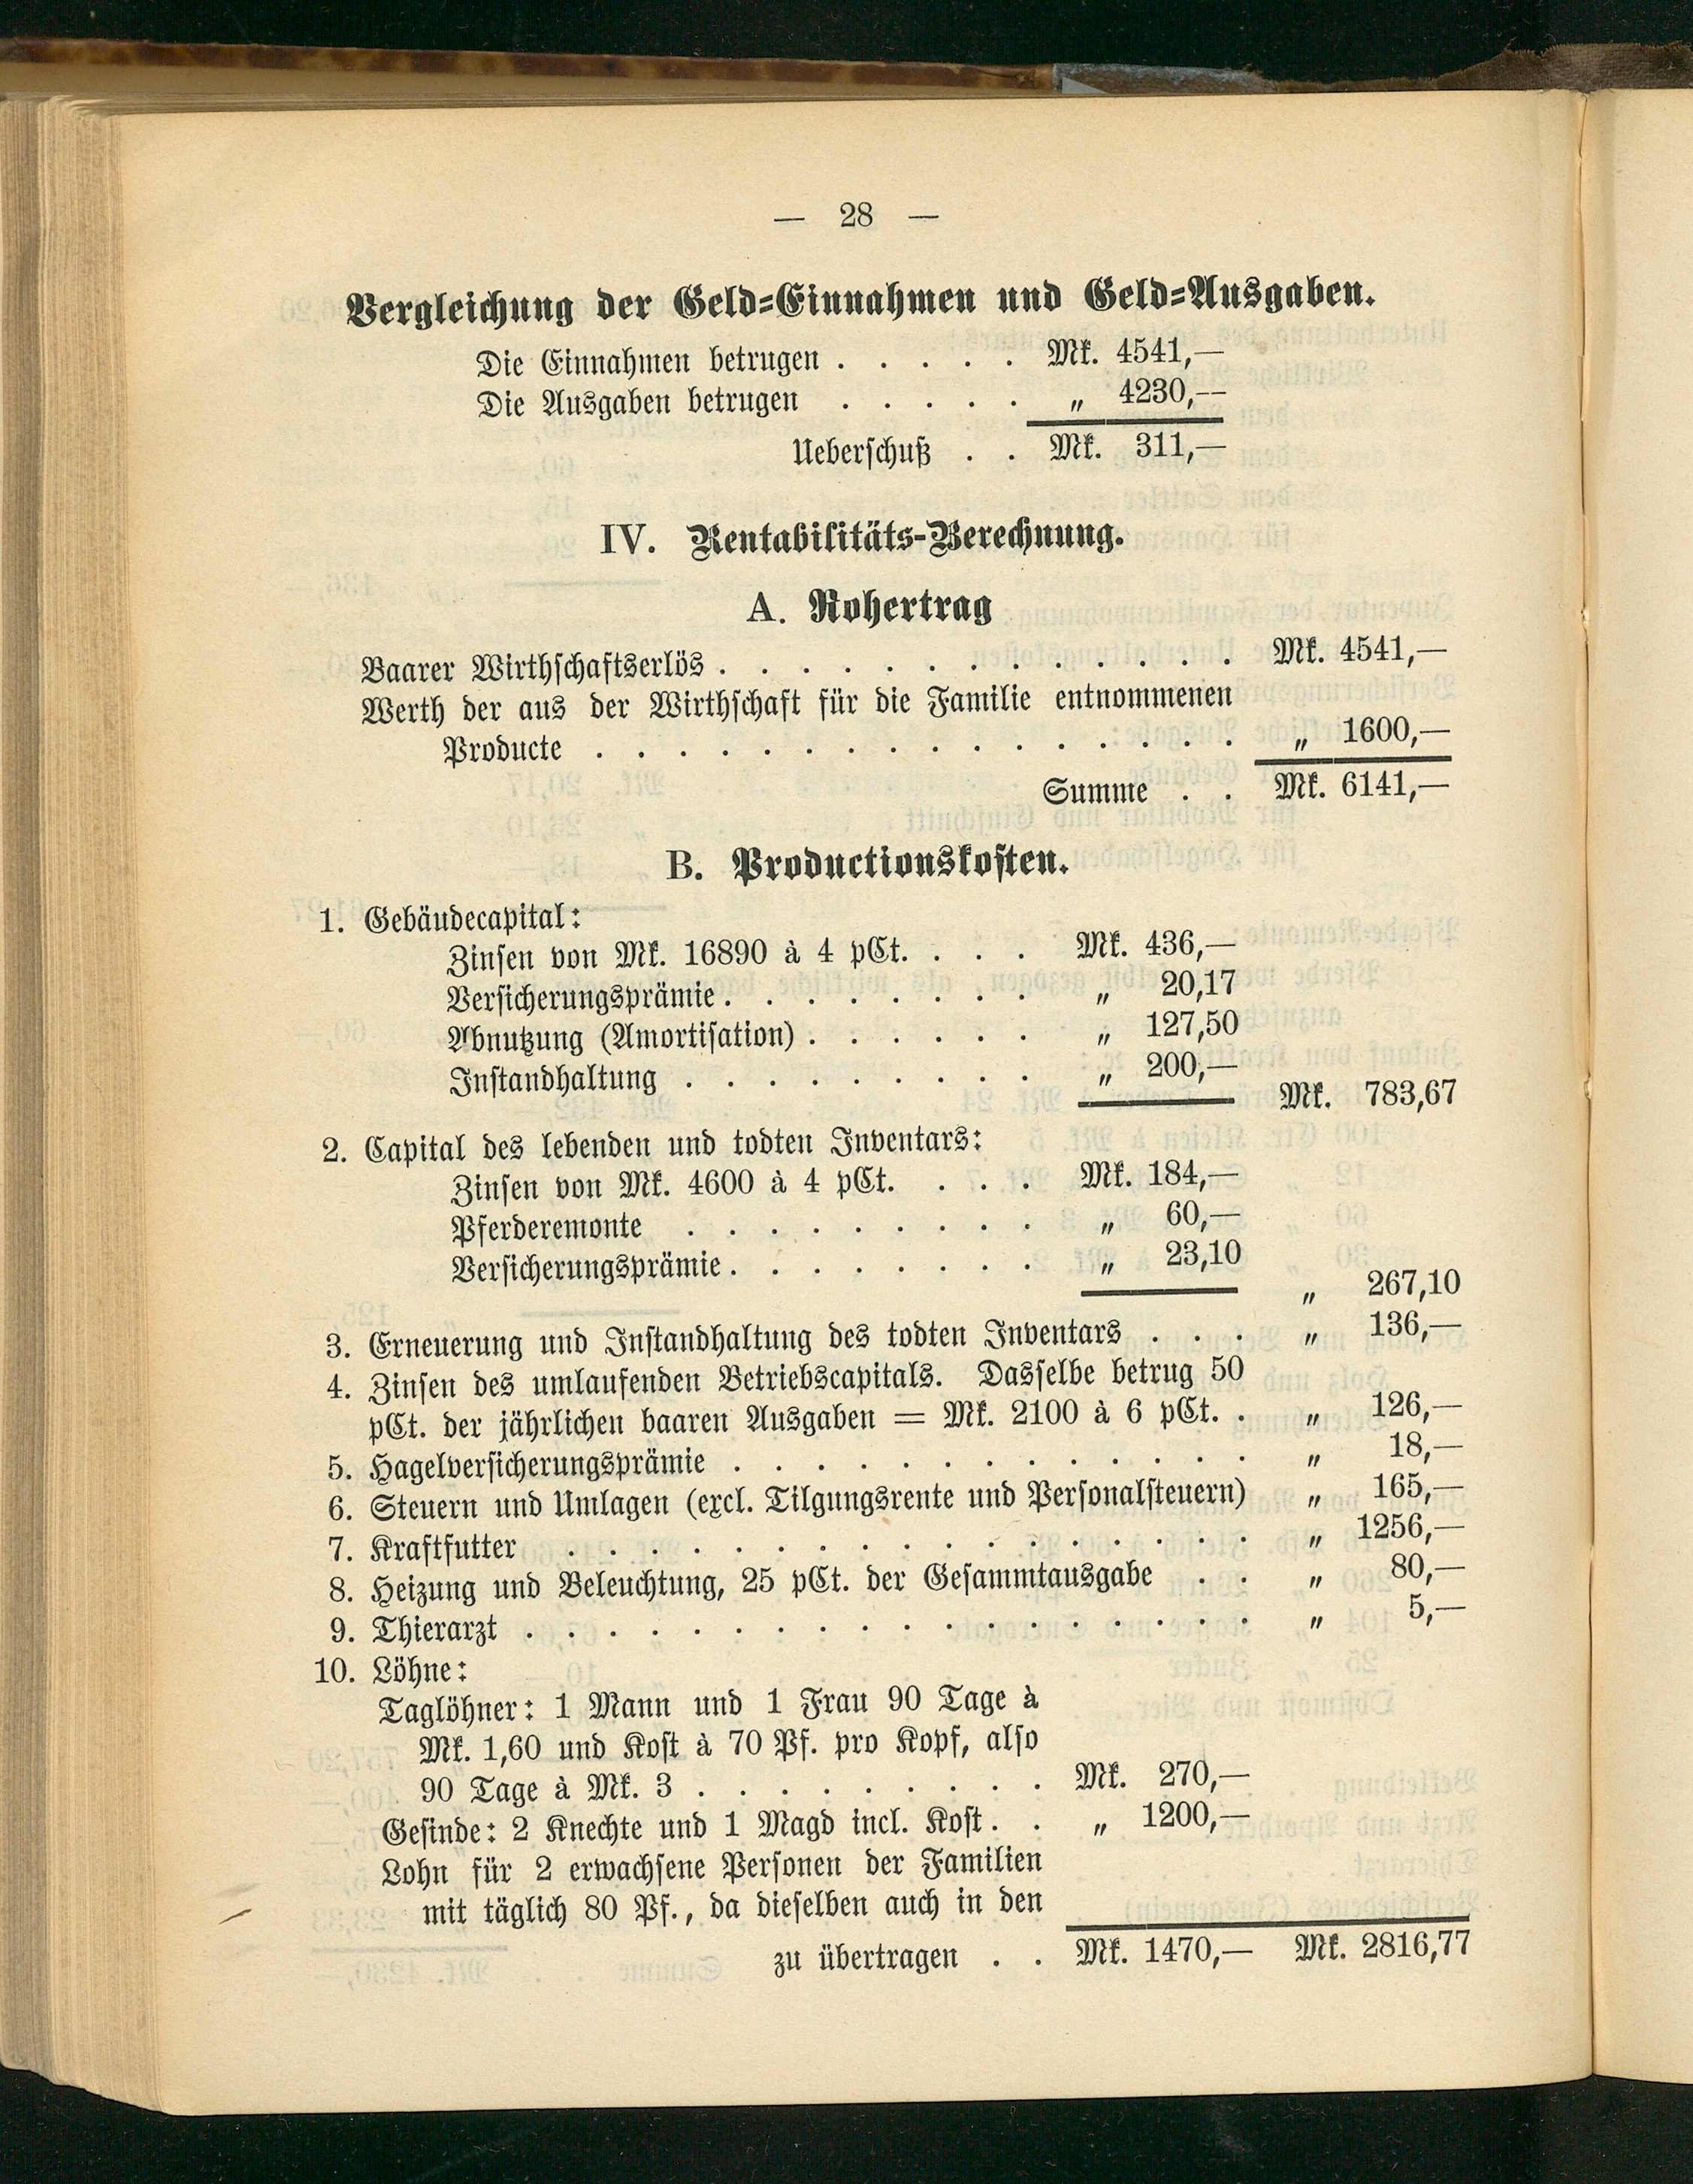 — 28 —
Vergleichung der Geld=Einnahmen und Geld=Ausgaben.
Die Einnahmen betrugen . . . . . Mk. 4541,—
Die Ausgaben betrugen . . . . . „ 4230,—
Ueberschuß . . Mk. 311,—
IV. Rentabilitäts-Berechnung.
A. Rohertrag
Baarer Wirthschaftserlös . . . . . . . . . . . . . Mk. 4541,—
Werth der aus der Wirthschaft für die Familie entnommenen
Producte . . . . . . . . . . . . . . . . „ 1600,—
Summe . . Mk. 6141,—
B. Productionskosten.
1. Gebäudecapital:
Zinsen von Mk. 16890 à 4 pCt. . . . Mk. 436,—
Versicherungsprämie . . . . . . . . „ 20,17
Abnutzung (Amortisation) . . . . . . „ 127,50
Instandhaltung . . . . . . . . . „ 200,—
Mk. 783,67
2. Capital des lebenden und todten Inventars:
Zinsen von Mk. 4600 à 4 pCt. . . . Mk. 184,—
Pferderemonte . . . . . . . . . „ 60,—
Versicherungsprämie . . . . . . . . „ 23,10
„ 267,10
3. Erneuerung und Instandhaltung des todten Inventars . . . „ 136,—
4. Zinsen des umlaufenden Betriebscapitals. Dasselbe betrug 50
pCt. der jährlichen baaren Ausgaben = Mk. 2100 à 6 pCt. . „ 126,—
5. Hagelversicherungsprämie . . . . . . . . . . . . . „ 18,—
6. Steuern und Umlagen (excl. Tilgungsrente und Personalsteuern) „ 165,—
7. Kraftfutter . . . . . . . . . . . . . . . . . „ 1256,—
8. Heizung und Beleuchtung, 25 pCt. der Gesammtausgabe . . „ 80,—
9. Thierarzt . . . . . . . . . . . . . . . . . . „ 5,—
10. Löhne:
Taglöhner: 1 Mann und 1 Frau 90 Tage à
Mk. 1,60 und Kost à 70 Pf. pro Kopf, also
90 Tage à Mk. 3 . . . . . . . . . Mk. 270,—
Gesinde: 2 Knechte und 1 Magd incl. Kost . . „ 1200,—
Lohn für 2 erwachsene Personen der Familien
mit täglich 80 Pf., da dieselben auch in den
zu übertragen . . Mk. 1470,— Mk. 2816,77